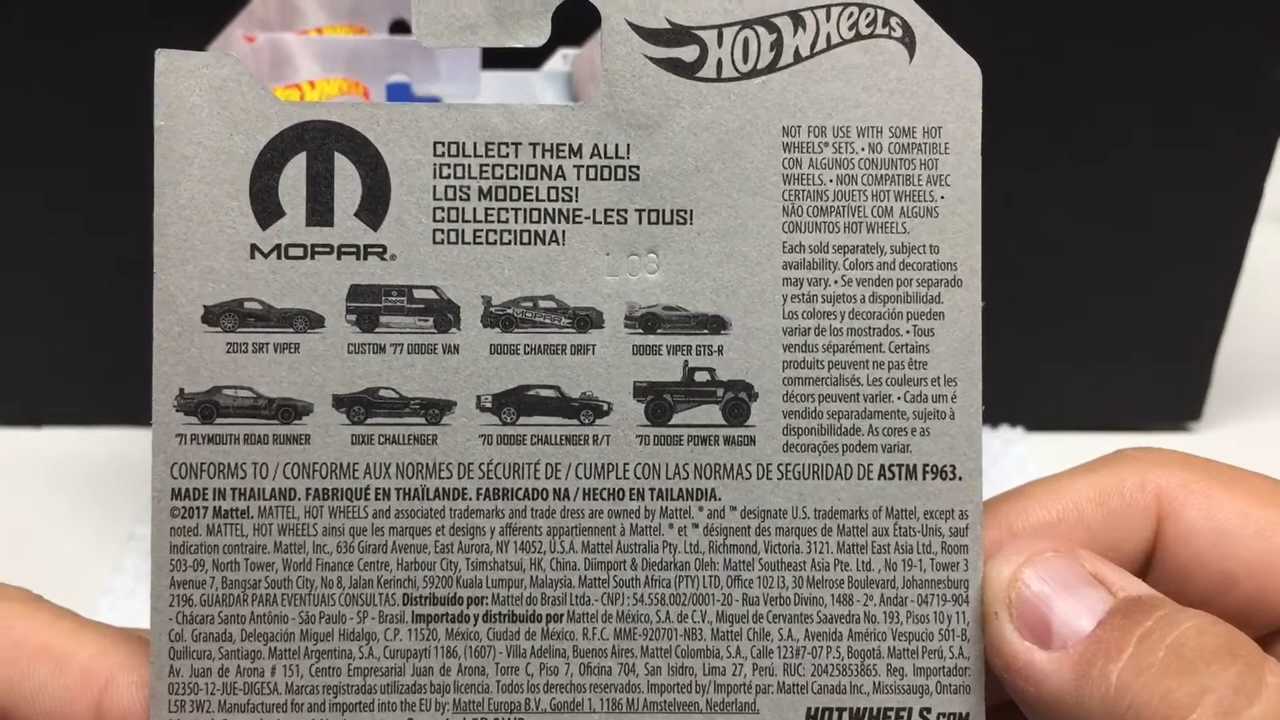 HOT WHEELS
MOPAR®
COLLECT THEM ALL!
¡COLECCIONA TODOS
LOS MODELOS!
COLLECTIONNE-LES TOUS!
COLECCIONA!
L03
NOT FOR USE WITH SOME HOT
WHEELS® SETS. • NO COMPATIBLE
CON ALGUNOS CONJUNTOS HOT
WHEELS. • NON COMPATIBLE AVEC
CERTAINS JOUETS HOT WHEELS. •
NÃO COMPATÍVEL COM ALGUNS
CONJUNTOS HOT WHEELS.
Each sold separately, subject to
availability. Colors and decorations
may vary. • Se venden por separado
y están sujetos a disponibilidad.
Los colores y decoración pueden
variar de los mostrados. • Tous
vendus séparément. Certains
produits peuvent ne pas être
commercialisés. Les couleurs et les
décors peuvent varier. • Cada um é
vendido separadamente, sujeito à
disponibilidade. As cores e as
decorações podem variar.
mopar
MOPAR
2013 SRT VIPER
CUSTOM '77 DODGE VAN
DODGE CHARGER DRIFT
DODGE VIPER GTS-R
'71 PLYMOUTH ROAD RUNNER
DIXIE CHALLENGER
'70 DODGE CHALLENGER R/T
'70 DODGE POWER WAGON
CONFORMS TO / CONFORME AUX NORMES DE SÉCURITÉ DE / CUMPLE CON LAS NORMAS DE SEGURIDAD DE ASTM F963.
MADE IN THAILAND. FABRIQUÉ EN THAÏLANDE. FABRICADO NA / HECHO EN TAILANDIA.
©2017 Mattel. MATTEL, HOT WHEELS and associated trademarks and trade dress are owned by Mattel. ® and ™ designate U.S. trademarks of Mattel, except as
noted. MATTEL, HOT WHEELS ainsi que les marques et designs y afférents appartiennent à Mattel. ® et ™ désignent des marques de Mattel aux États-Unis, sauf
indication contraire. Mattel, Inc., 636 Girard Avenue, East Aurora, NY 14052, U.S.A. Mattel Australia Pty. Ltd., Richmond, Victoria. 3121. Mattel East Asia Ltd., Room
503-09, North Tower, World Finance Centre, Harbour City, Tsimshatsui, HK, China. Diimport & Diedarkan Oleh: Mattel Southeast Asia Pte. Ltd. , No 19-1, Tower 3
Avenue 7, Bangsar South City, No 8, Jalan Kerinchi, 59200 Kuala Lumpur, Malaysia. Mattel South Africa (PTY) LTD, Office 102 I3, 30 Melrose Boulevard, Johannesburg
2196. GUARDAR PARA EVENTUAIS CONSULTAS. Distribuído por: Mattel do Brasil Ltda.- CNPJ : 54.558.002/0001-20 - Rua Verbo Divino, 1488 - 2º. Andar - 04719-904
- Chácara Santo Antônio - São Paulo - SP - Brasil. Importado y distribuido por Mattel de México, S.A. de C.V., Miguel de Cervantes Saavedra No. 193, Pisos 10 y 11,
Col. Granada, Delegación Miguel Hidalgo, C.P. 11520, México, Ciudad de México. R.F.C. MME-920701-NB3. Mattel Chile, S.A., Avenida Américo Vespucio 501-B,
Quilicura, Santiago. Mattel Argentina, S.A., Curupaytí 1186, (1607) - Villa Adelina, Buenos Aires. Mattel Colombia, S.A., Calle 123#7-07 P.5, Bogotá. Mattel Perú, S.A.,
Av. Juan de Arona # 151, Centro Empresarial Juan de Arona, Torre C, Piso 7, Oficina 704, San Isidro, Lima 27, Perú. RUC: 20425853865. Reg. Importador:
02350-12-JUE-DIGESA. Marcas registradas utilizadas bajo licencia. Todos los derechos reservados. Imported by/ Importé par : Mattel Canada Inc., Mississauga, Ontario
L5R 3W2. Manufactured for and imported into the EU by: Mattel Europa B.V., Gondel 1, 1186 MJ Amstelveen, Nederland.
HOTWHEELS.COM